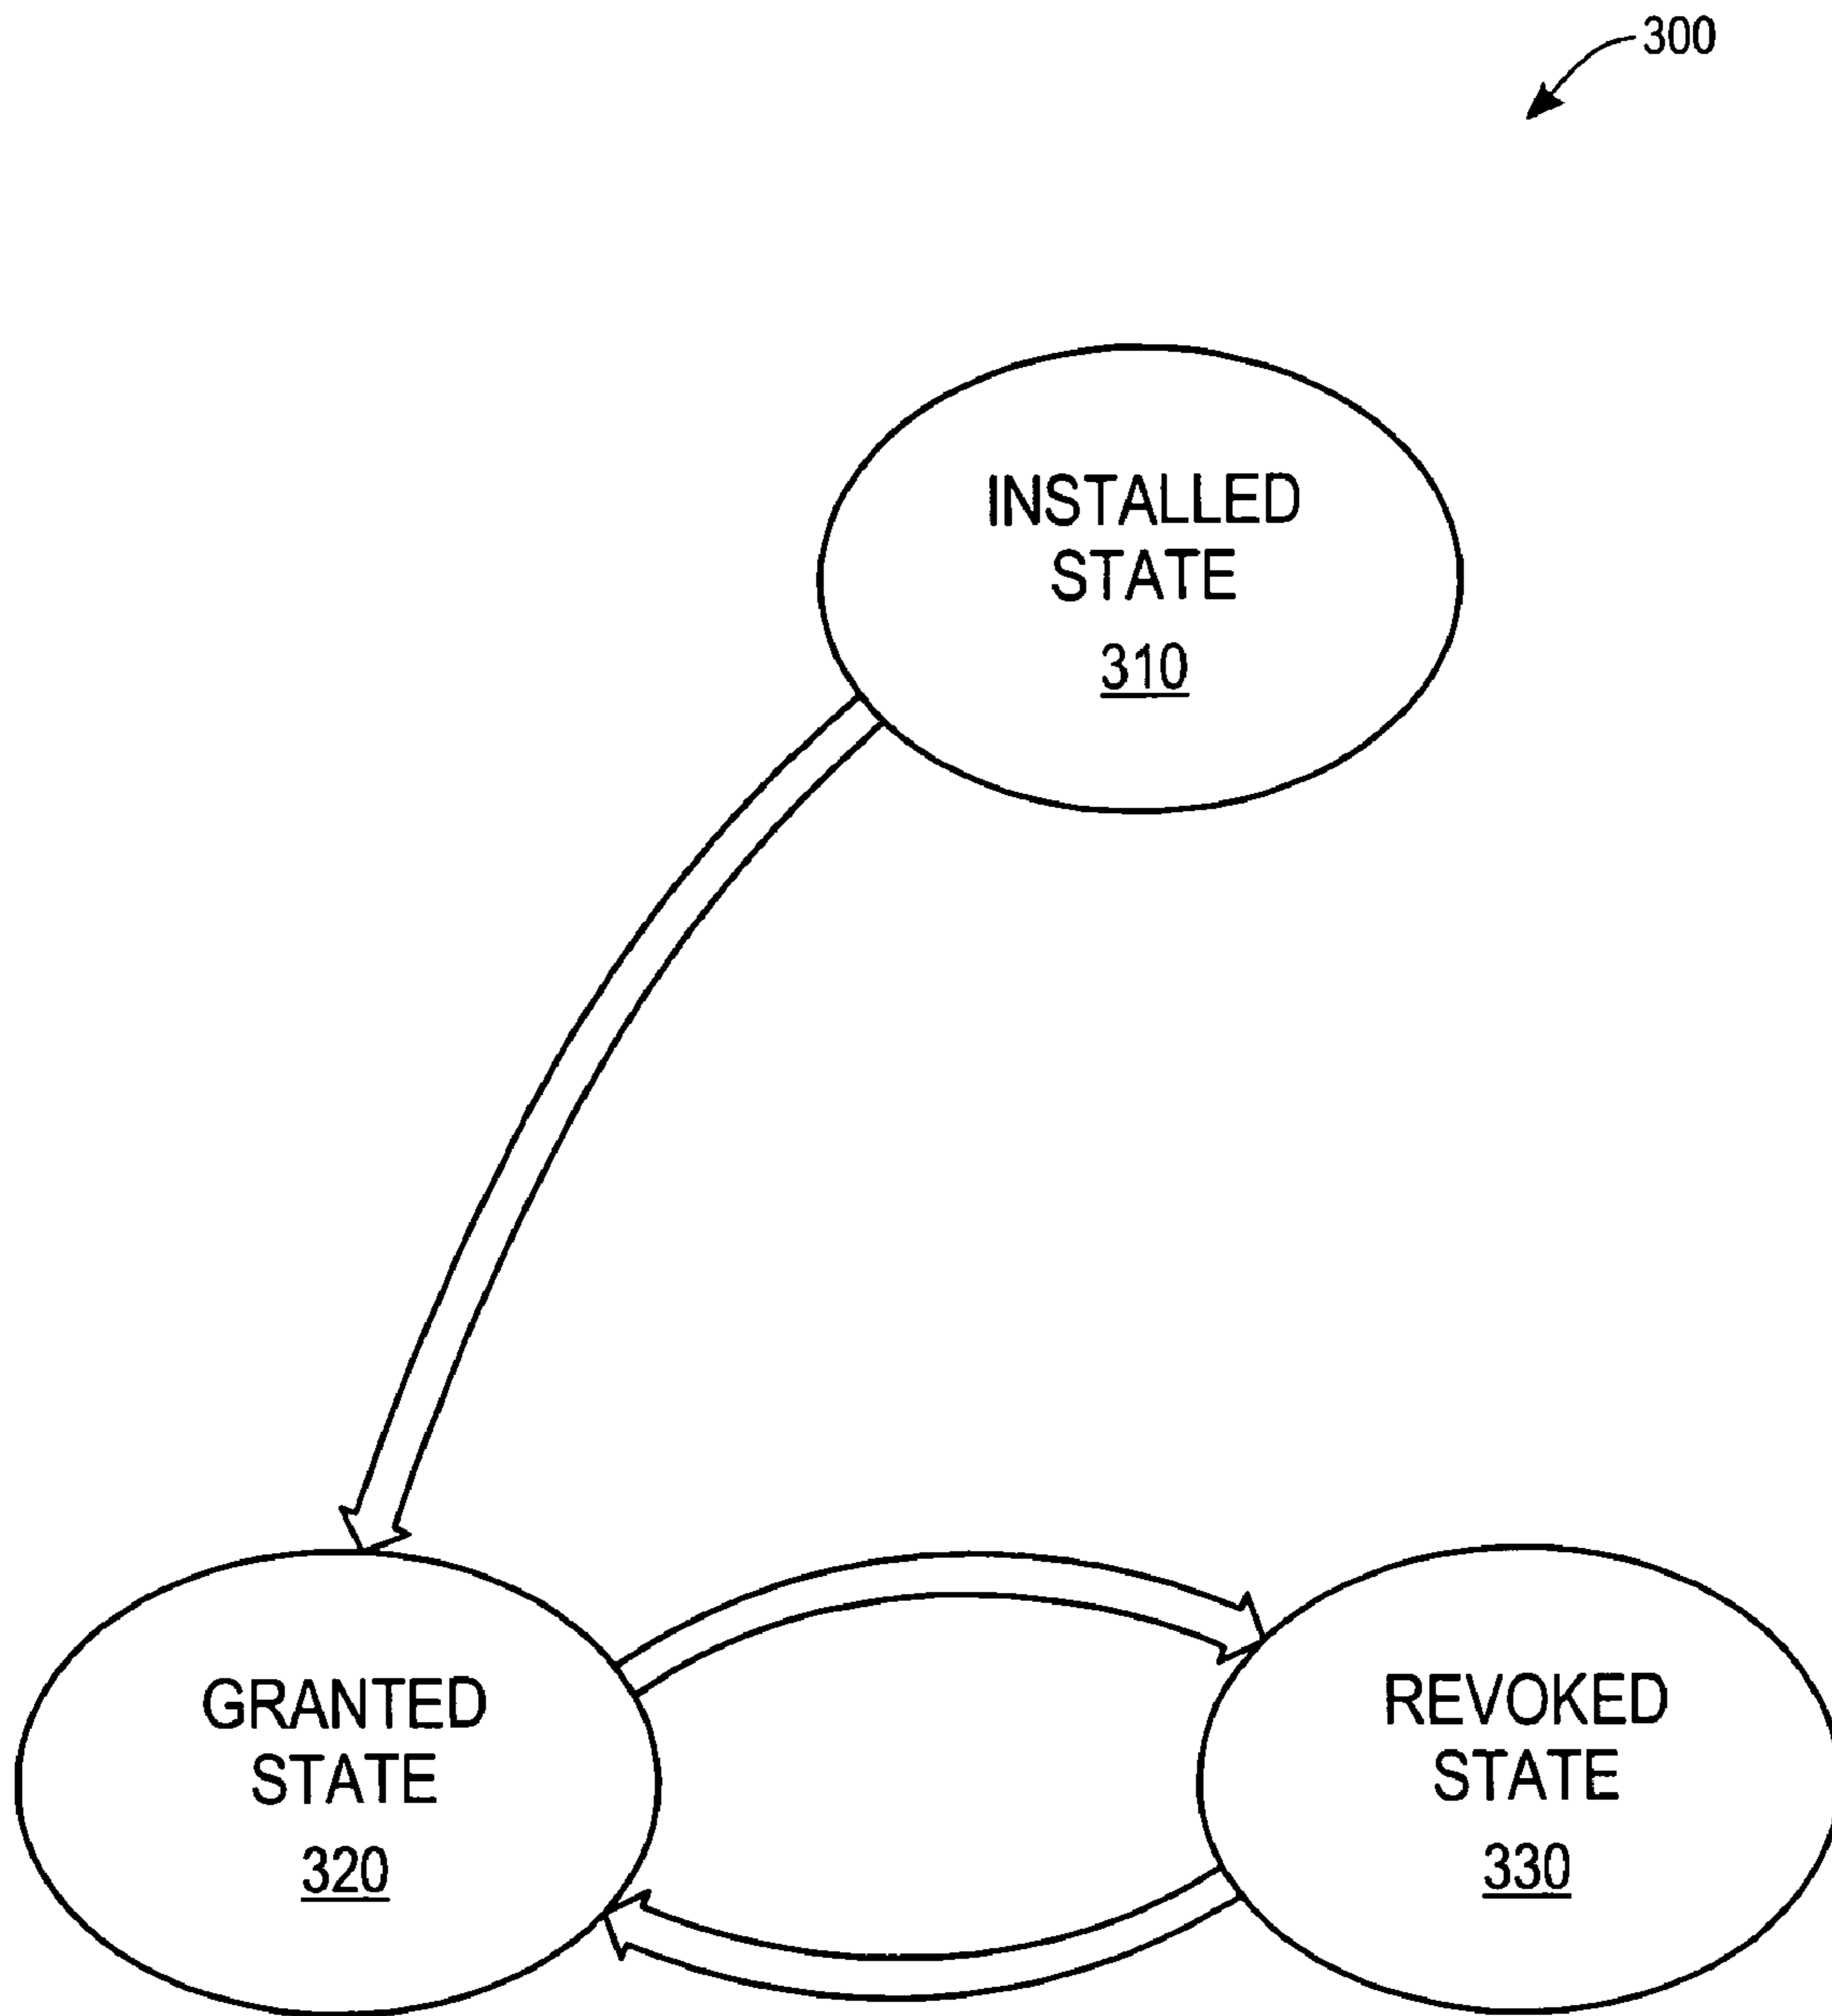 300
INSTALLED
STATE
310
GRANTED
STATE
320
REVOKED
STATE
330